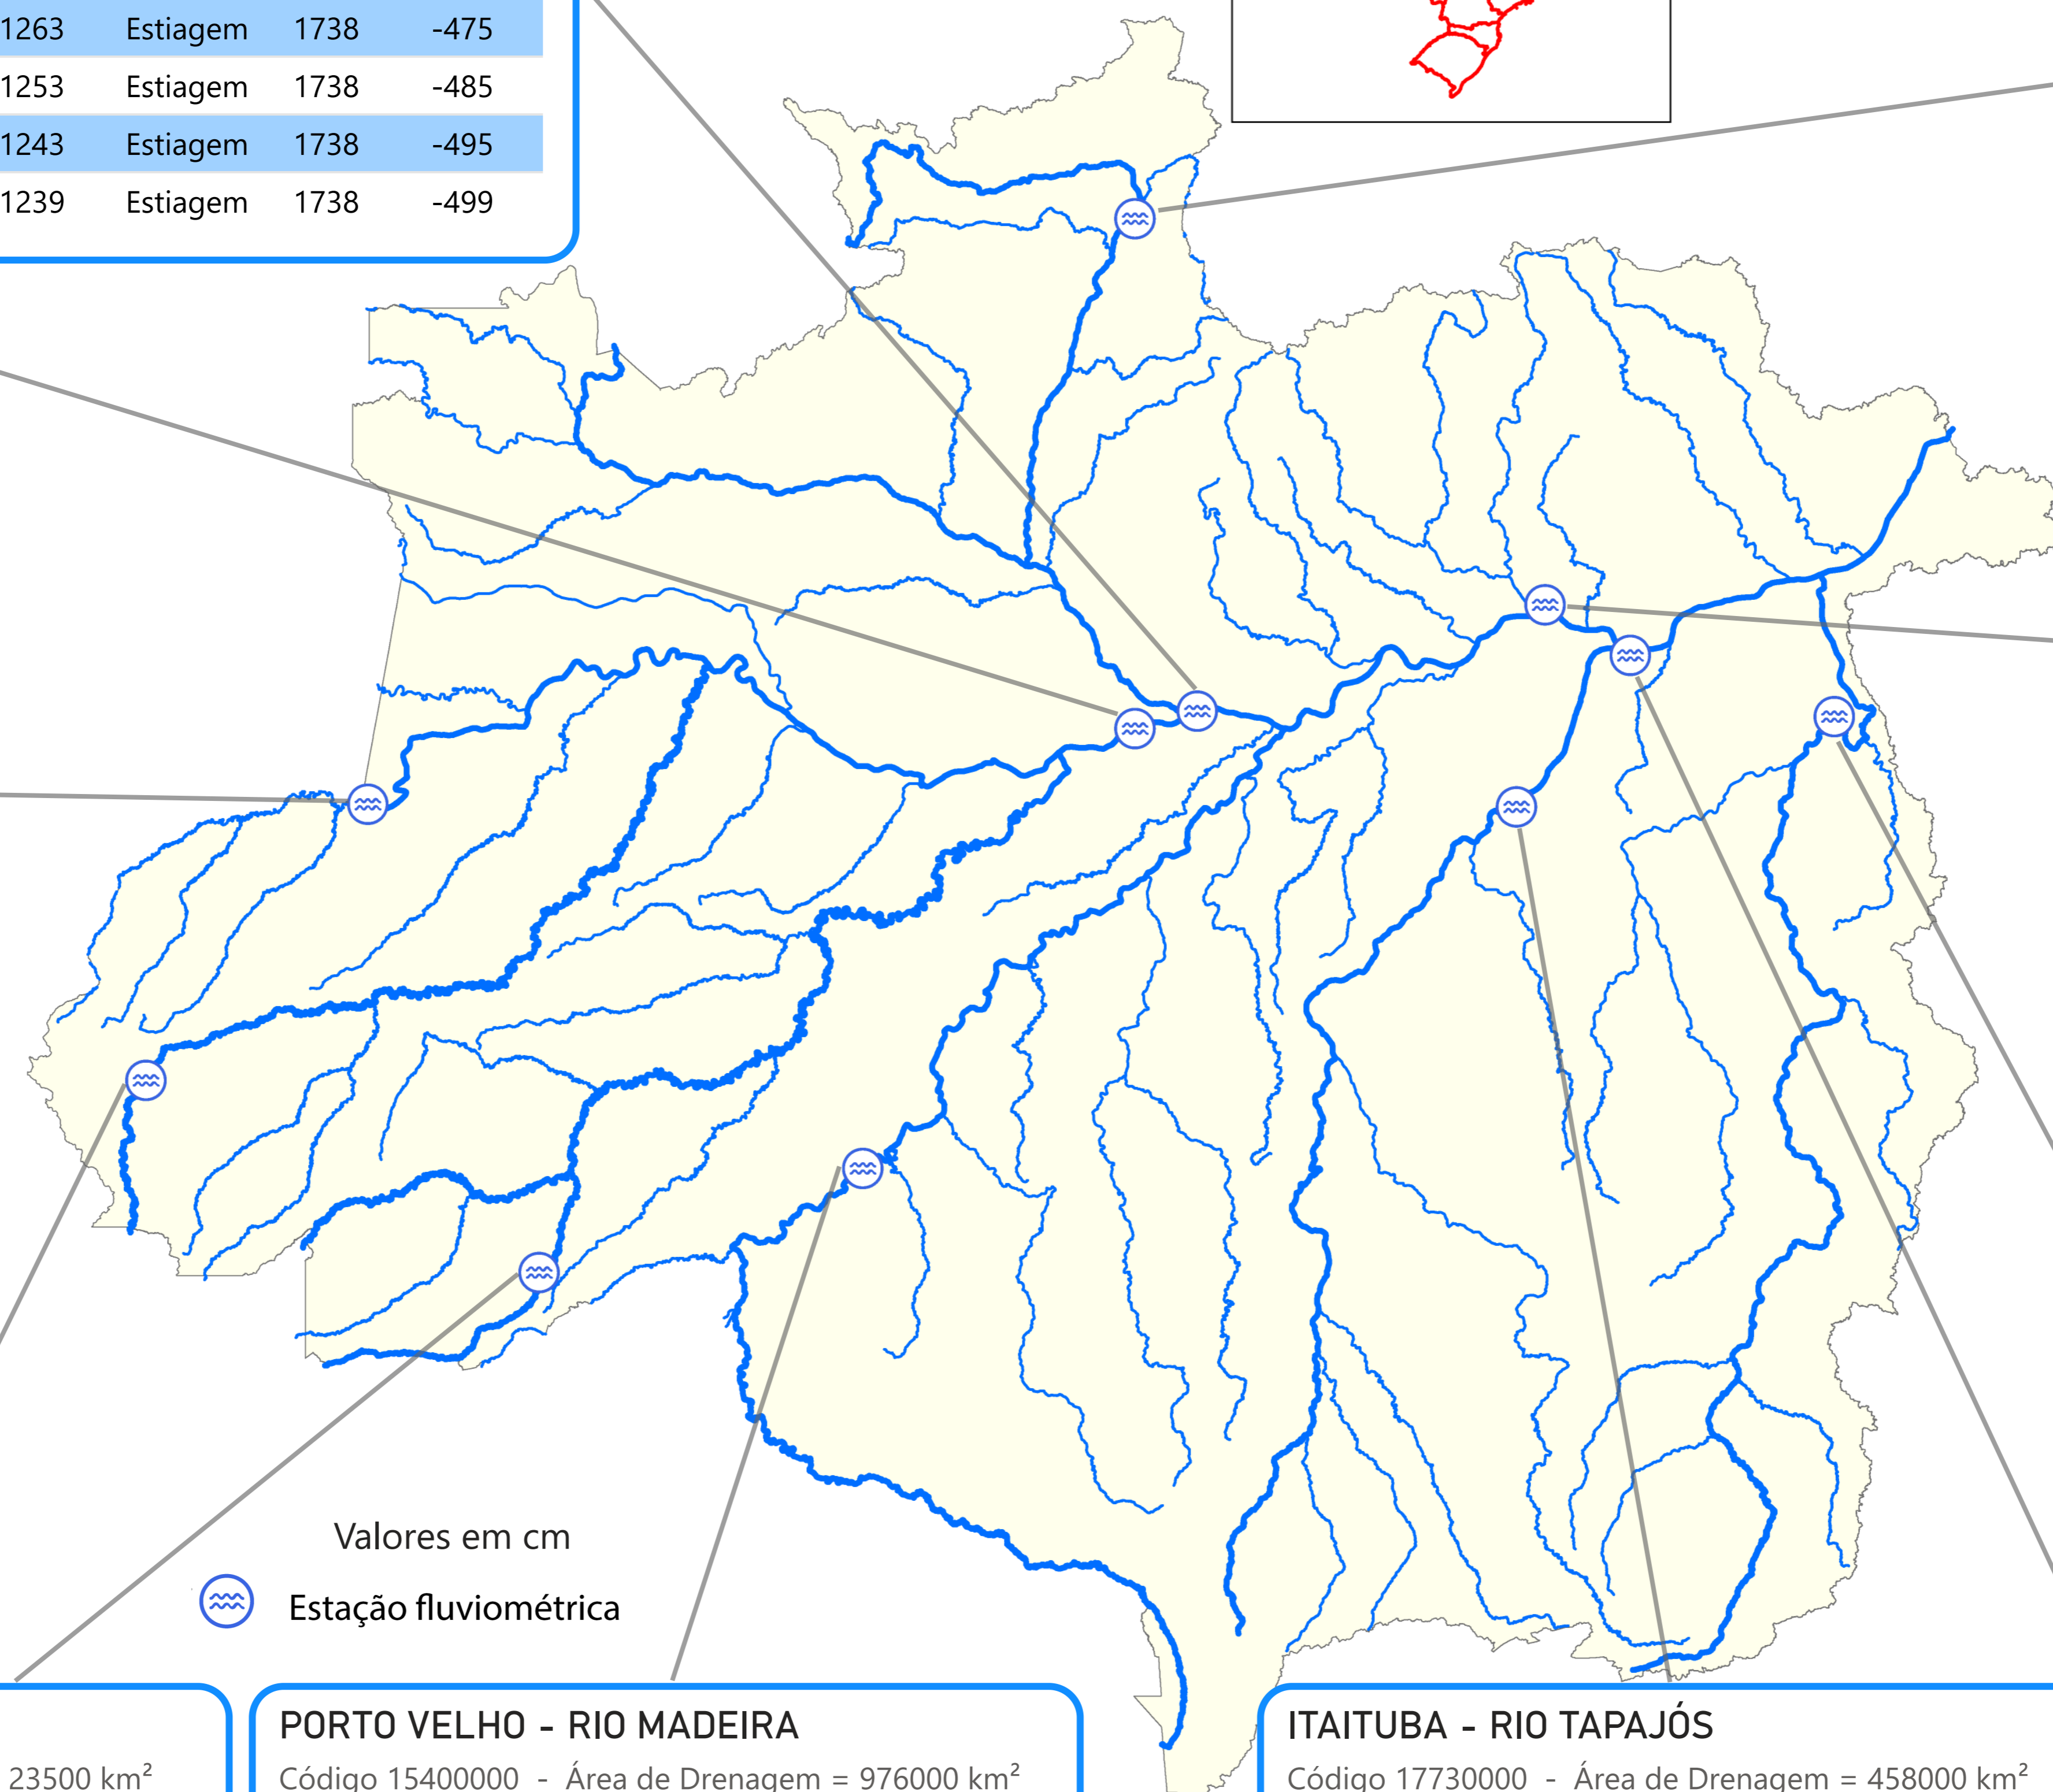 1263 Estiagem 1738 -475
1253 Estiagem 1738 -485
1243 Estiagem 1738 -495
1239 Estiagem 1738 -499
Valores em cm
Estação fluviométrica
23500 km²
PORTO VELHO - RIO MADEIRA
Código 15400000 - Área de Drenagem = 976000 km²
ITAITUBA - RIO TAPAJÓS
Código 17730000 - Área de Drenagem = 458000 km²